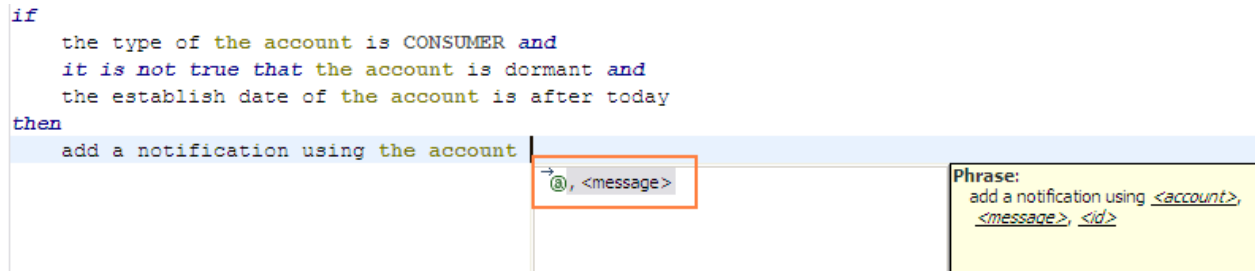 if
the type of the account is CONSUMER and
it is not true that the account is dormant and
the establish date of the account is after today
then
add a notification using the account
, <message>
Phrase:
add a notification using <account>,
<message>, <id>